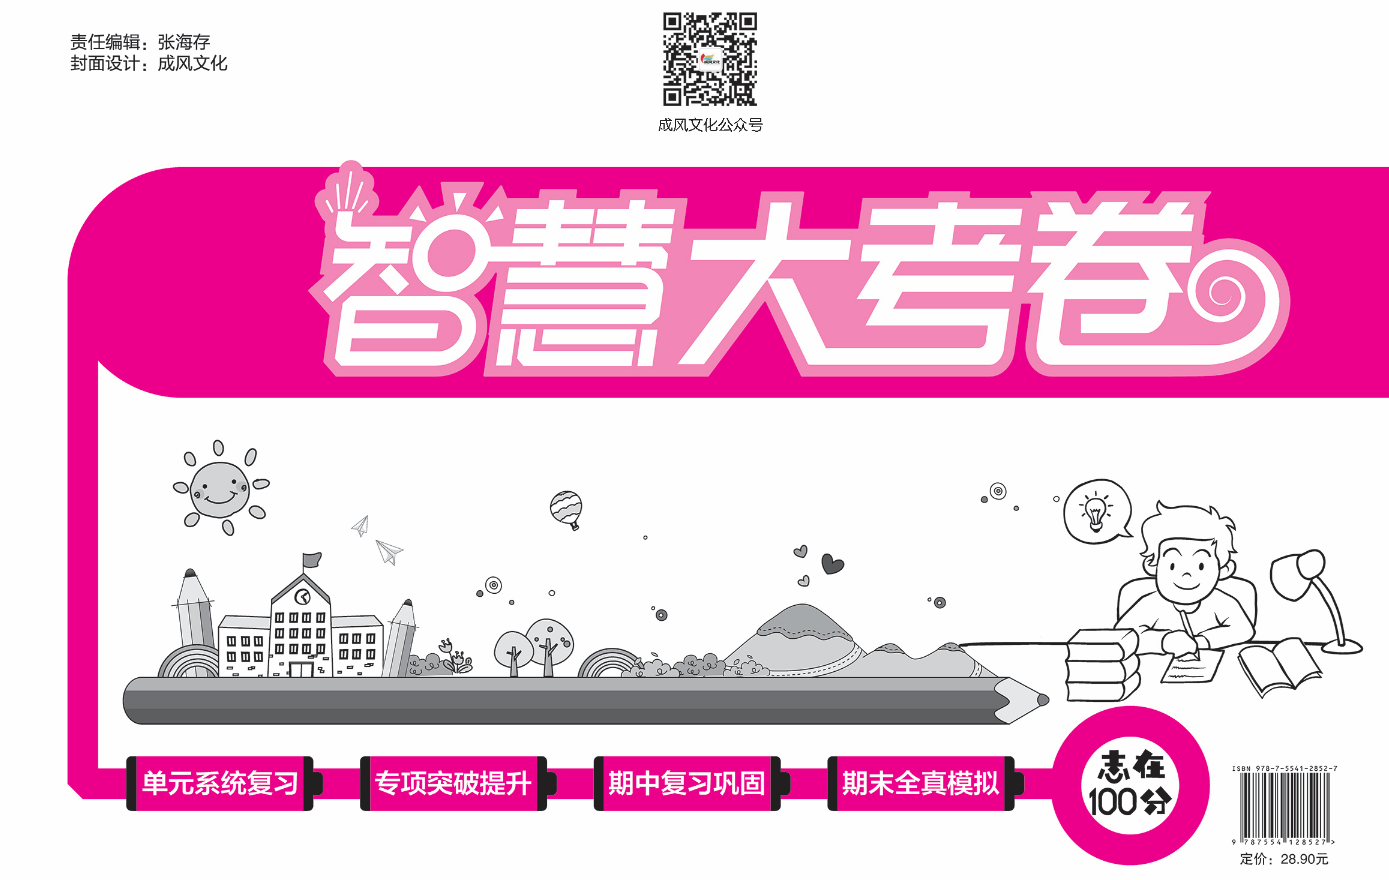 责任编辑：张海存
封面设计：成风文化
成风文化公众号
智慧大考卷
单元系统复习
专项突破提升
期中复习巩固
期末全真模拟
志在
100分
ISBN 978-7-5541-2852-7
9 787554 128527 >
定价：28.90元